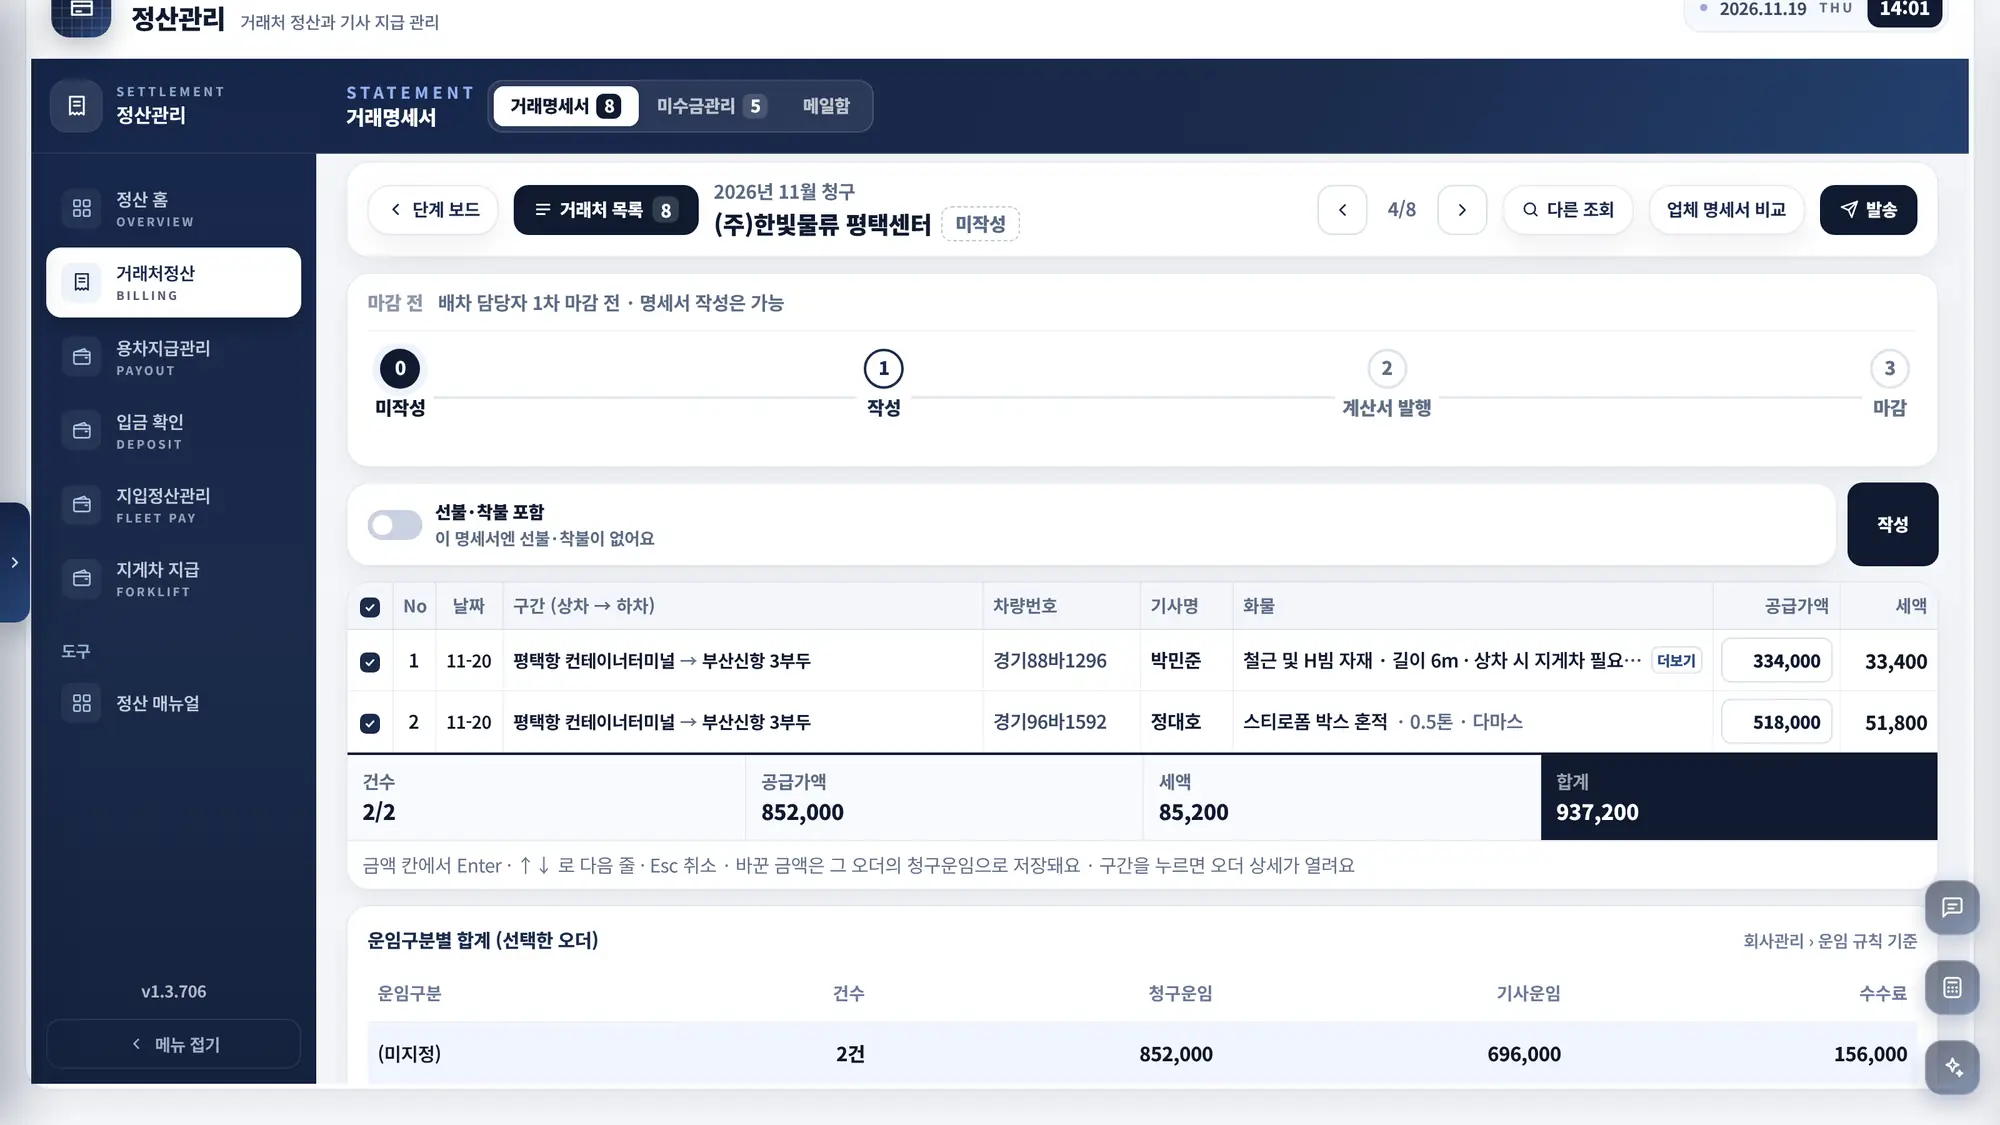 정산관리 거래처 정산과 기사 지급 관리
2026.11.19 THU 14:01
SETTLEMENT
정산관리
STATEMENT
거래명세서
거래명세서 8 미수금관리 5 메일함
정산 홈
OVERVIEW
거래처정산
BILLING
용차지급관리
PAYOUT
입금 확인
DEPOSIT
지입정산관리
FLEET PAY
지게차 지급
FORKLIFT
도구
정산 매뉴얼
v1.3.706
메뉴 접기
단계 보드
거래처 목록 8
2026년 11월 청구
(주)한빛물류 평택센터 미작성
4/8
다른 조회
업체 명세서 비교
발송
마감 전 배차 담당자 1차 마감 전 · 명세서 작성은 가능
0 1 2 3
미작성 작성 계산서 발행 마감
선불·착불 포함
이 명세서엔 선불·착불이 없어요
작성
No 날짜 구간 (상차 → 하차) 차량번호 기사명 화물 공급가액 세액
1 11-20 평택항 컨테이너터미널 → 부산신항 3부두 경기88바1296 박민준 철근 및 H빔 자재 · 길이 6m · 상차 시 지게차 필요… 더보기 334,000 33,400
2 11-20 평택항 컨테이너터미널 → 부산신항 3부두 경기96바1592 정대호 스티로폼 박스 혼적 · 0.5톤 · 다마스 518,000 51,800
건수 공급가액 세액 합계
2/2 852,000 85,200 937,200
금액 칸에서 Enter · ↑↓ 로 다음 줄 · Esc 취소 · 바꾼 금액은 그 오더의 청구운임으로 저장돼요 · 구간을 누르면 오더 상세가 열려요
운임구분별 합계 (선택한 오더) 회사관리 › 운임 규칙 기준
운임구분 건수 청구운임 기사운임 수수료
(미지정) 2건 852,000 696,000 156,000